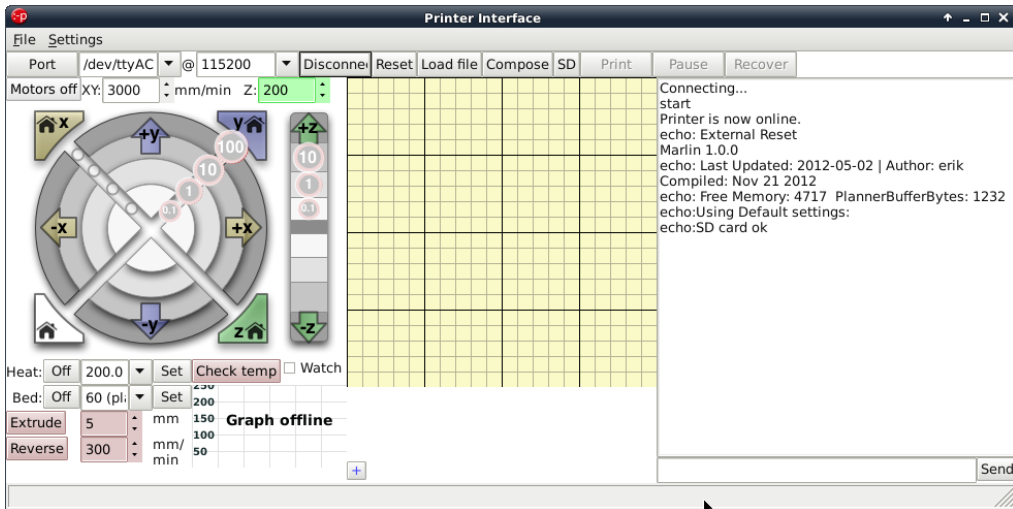 -p
Printer Interface
File Settings
Port /dev/ttyAC @ 115200 Disconne Reset Load file Compose SD Print Pause Recover
Motors off XY: 3000 mm/min Z: 200
x +y y +z
100
10 10
1 1
0.1 0.1
-x +x
-y z -z
Heat: Off 200.0 Set Check temp Watch
Bed: Off 60 (pla Set
Extrude 5 mm
Reverse 300 mm/
min
250
200
150 Graph offline
100
50
+
Connecting...
start
Printer is now online.
echo: External Reset
Marlin 1.0.0
echo: Last Updated: 2012-05-02 | Author: erik
Compiled: Nov 21 2012
echo: Free Memory: 4717 PlannerBufferBytes: 1232
echo:Using Default settings:
echo:SD card ok
Send